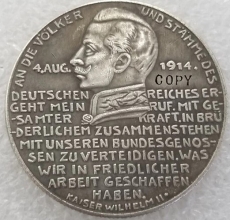 AN DIE VÖLKER UND STÄMME DES
4. AUG. 1914.
COPY
DEUTSCHEN REICHES ER-
GEHT MEIN RUF. MIT GE-
SAMTER KRAFT, IN BRÜ
DERLICHEM ZUSAMMENSTEHEN
MIT UNSEREN BUNDESGENOS-
SEN ZU VERTEIDIGEN, WAS
WIR IN FRIEDLICHER
ARBEIT GESCHAFFEN
HABEN.
KAISER WILHELM II